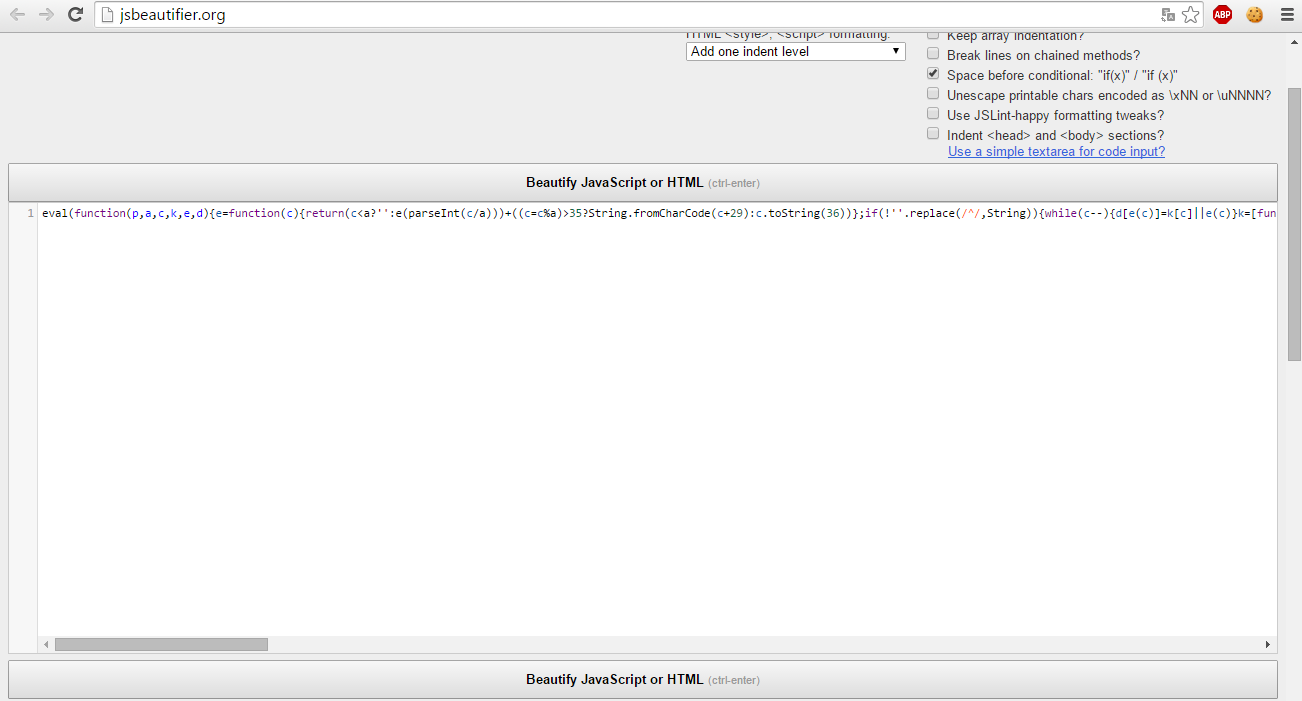 jsbeautifier.org
ABP
HTML <style>, <script> formatting:
Add one indent level
Keep array indentation?
Break lines on chained methods?
Space before conditional: "if(x)" / "if (x)"
Unescape printable chars encoded as \xNN or \uNNNN?
Use JSLint-happy formatting tweaks?
Indent <head> and <body> sections?
Use a simple textarea for code input?
Beautify JavaScript or HTML (ctrl-enter)
1 eval(function(p,a,c,k,e,d){e=function(c){return(c<a?'':e(parseInt(c/a)))+((c=c%a)>35?String.fromCharCode(c+29):c.toString(36))};if(!''.replace(/^/,String)){while(c--){d[e(c)]=k[c]||e(c)}k=[fun
Beautify JavaScript or HTML (ctrl-enter)